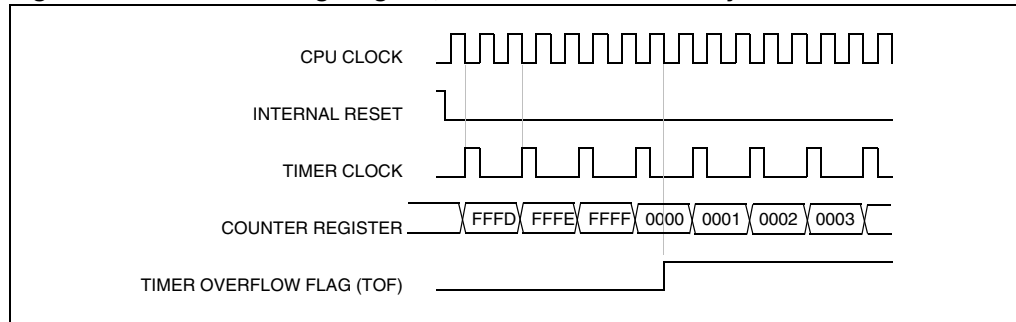 CPU CLOCK
INTERNAL RESET
TIMER CLOCK
COUNTER REGISTER FFFD FFFE FFFF 0000 0001 0002 0003
TIMER OVERFLOW FLAG (TOF)